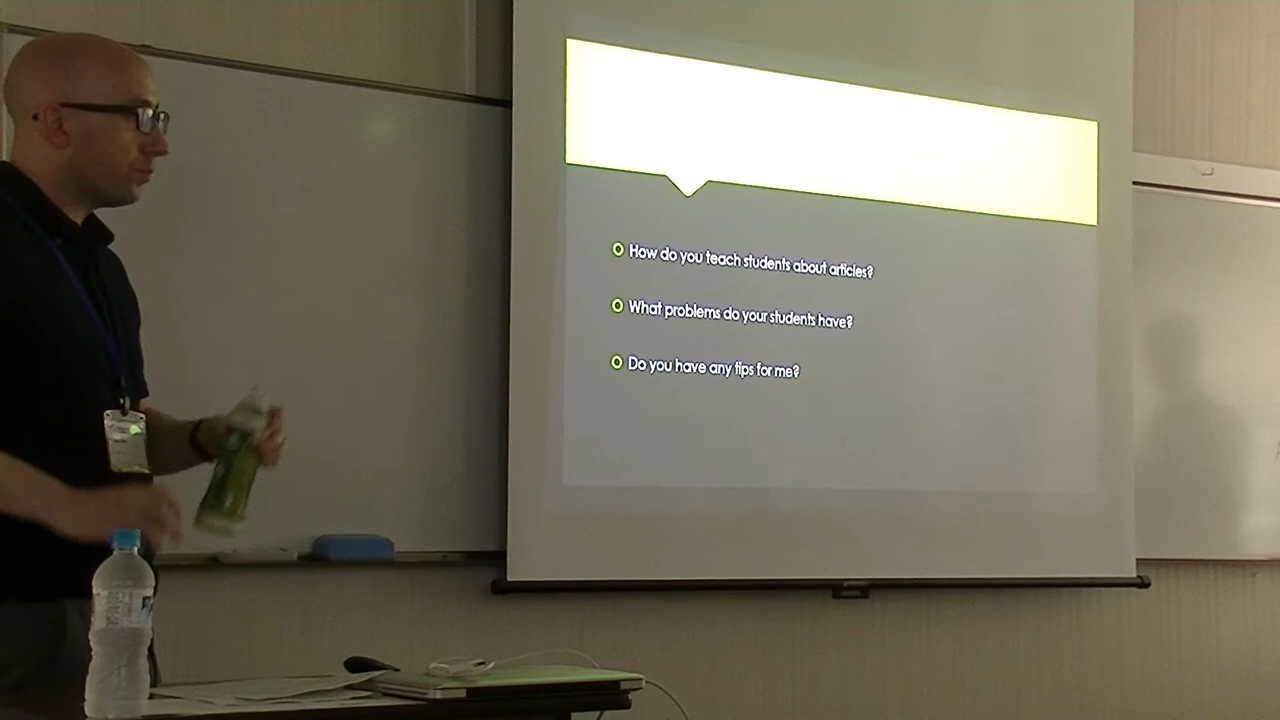 How do you teach students about articles?
What problems do your students have?
Do you have any tips for me?